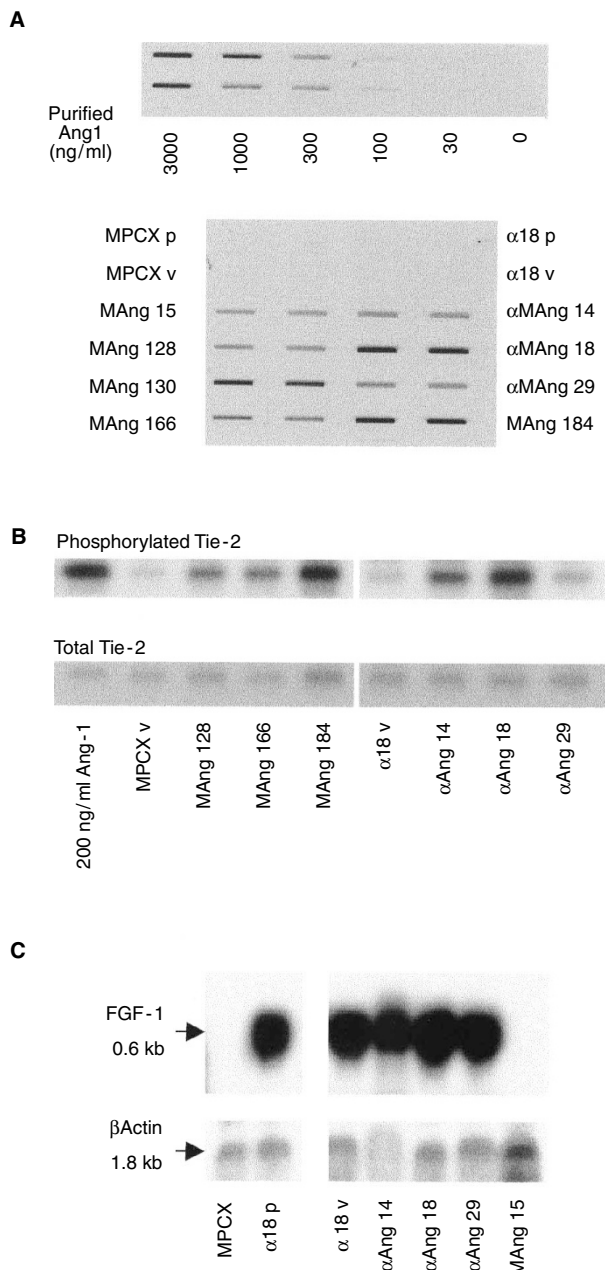 A
Purified
Ang1
(ng/ml)
3000
1000
300
100
30
0
MPCX p
α18 p
MPCX v
α18 v
MAng 15
αMAng 14
MAng 128
αMAng 18
MAng 130
αMAng 29
MAng 166
MAng 184
B
Phosphorylated Tie-2
Total Tie-2
200 ng/ml Ang-1
MPCX v
MAng 128
MAng 166
MAng 184
α18 v
αAng 14
αAng 18
αAng 29
C
FGF-1
0.6 kb
βActin
1.8 kb
MPCX
α18 p
α 18 v
αAng 14
αAng 18
αAng 29
MAng 15